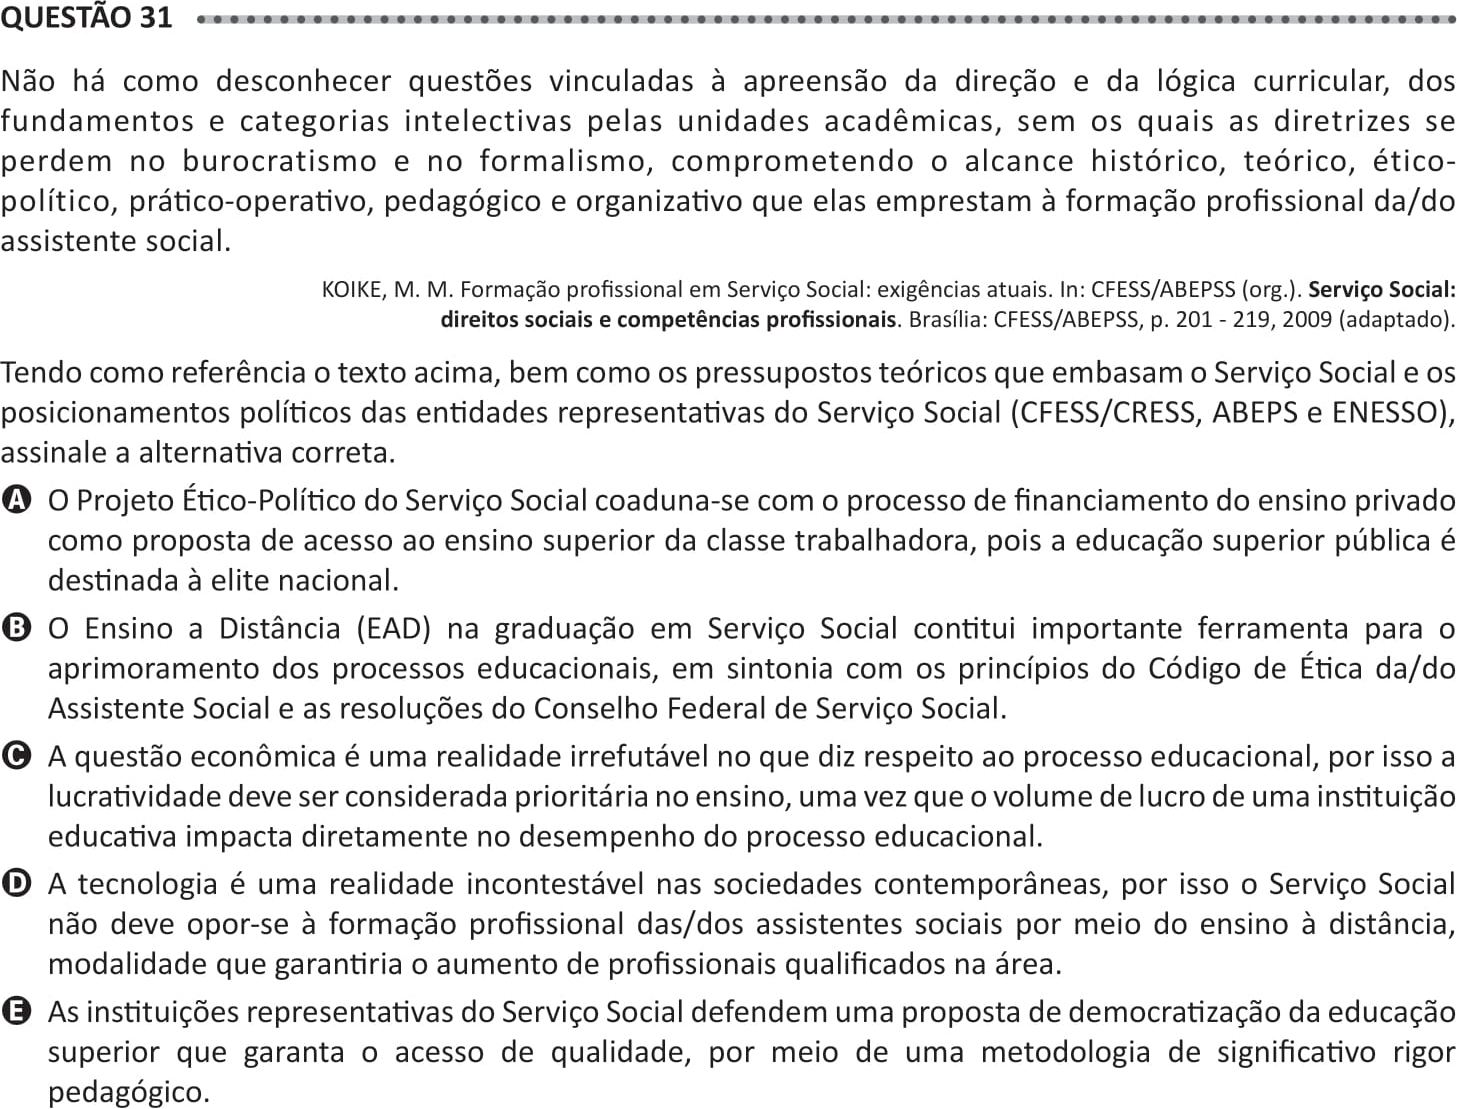 QUESTÃO 31
Não há como desconhecer questões vinculadas à apreensão da direção e da lógica curricular, dos
fundamentos e categorias intelectivas pelas unidades acadêmicas, sem os quais as diretrizes se
perdem no burocratismo e no formalismo, comprometendo o alcance histórico, teórico, ético-
político, prático-operativo, pedagógico e organizativo que elas emprestam à formação profissional da/do
assistente social.
KOIKE, M. M. Formação profissional em Serviço Social: exigências atuais. In: CFESS/ABEPSS (org.). Serviço Social:
direitos sociais e competências profissionais. Brasília: CFESS/ABEPSS, p. 201 - 219, 2009 (adaptado).
Tendo como referência o texto acima, bem como os pressupostos teóricos que embasam o Serviço Social e os
posicionamentos políticos das entidades representativas do Serviço Social (CFESS/CRESS, ABEPS e ENESSO),
assinale a alternativa correta.
A O Projeto Ético-Político do Serviço Social coaduna-se com o processo de financiamento do ensino privado
como proposta de acesso ao ensino superior da classe trabalhadora, pois a educação superior pública é
destinada à elite nacional.
B O Ensino a Distância (EAD) na graduação em Serviço Social contitui importante ferramenta para o
aprimoramento dos processos educacionais, em sintonia com os princípios do Código de Ética da/do
Assistente Social e as resoluções do Conselho Federal de Serviço Social.
C A questão econômica é uma realidade irrefutável no que diz respeito ao processo educacional, por isso a
lucratividade deve ser considerada prioritária no ensino, uma vez que o volume de lucro de uma instituição
educativa impacta diretamente no desempenho do processo educacional.
D A tecnologia é uma realidade incontestável nas sociedades contemporâneas, por isso o Serviço Social
não deve opor-se à formação profissional das/dos assistentes sociais por meio do ensino à distância,
modalidade que garantiria o aumento de profissionais qualificados na área.
E As instituições representativas do Serviço Social defendem uma proposta de democratização da educação
superior que garanta o acesso de qualidade, por meio de uma metodologia de significativo rigor
pedagógico.